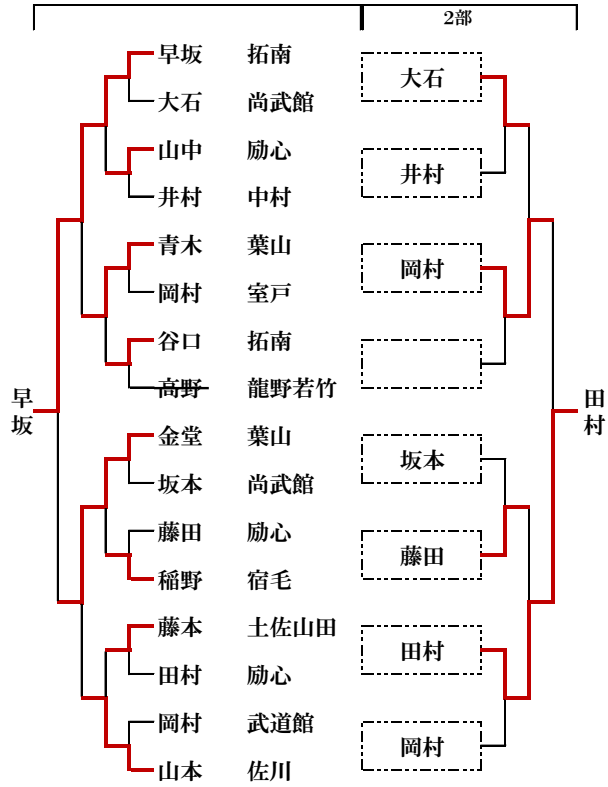 2部
早坂 拓南
大石 尚武館
山中 励心
井村 中村
青木 葉山
岡村 室戸
谷口 拓南
高野 龍野若竹
金堂 葉山
坂本 尚武館
藤田 励心
稲野 宿毛
藤本 土佐山田
田村 励心
岡村 武道館
山本 佐川
早坂
大石
井村
岡村
坂本
藤田
田村
岡村
田村